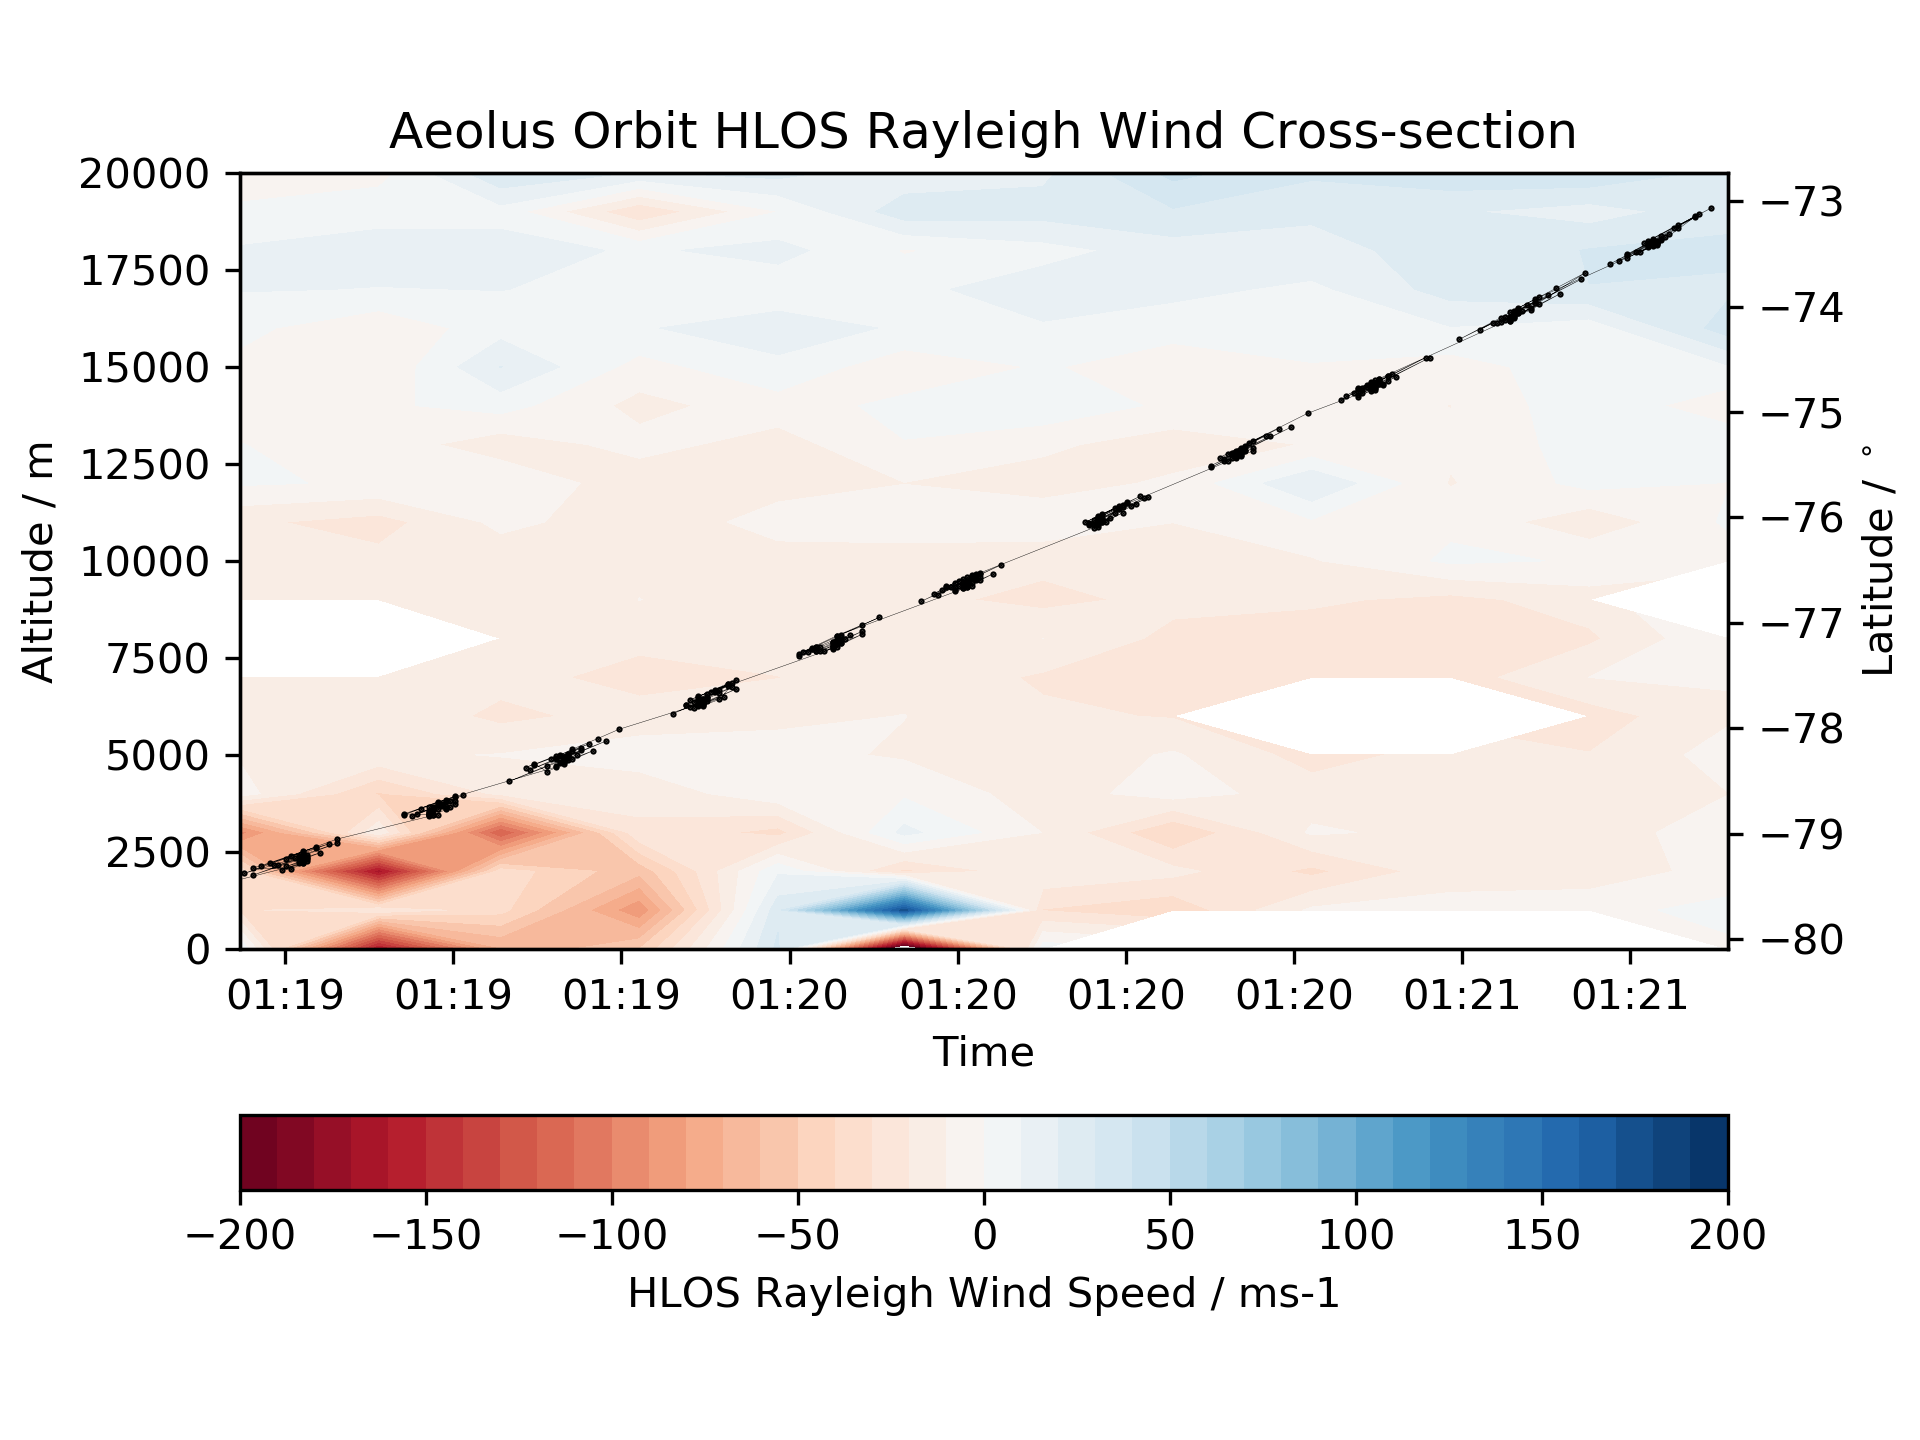 Aeolus Orbit HLOS Rayleigh Wind Cross-section
20000
17500
15000
12500
10000
7500
5000
2500
0
Altitude / m
−73
−74
−75
−76
−77
−78
−79
−80
Latitude / °
01:19 01:19 01:19 01:20 01:20 01:20 01:20 01:21 01:21
Time
−200 −150 −100 −50 0 50 100 150 200
HLOS Rayleigh Wind Speed / ms-1